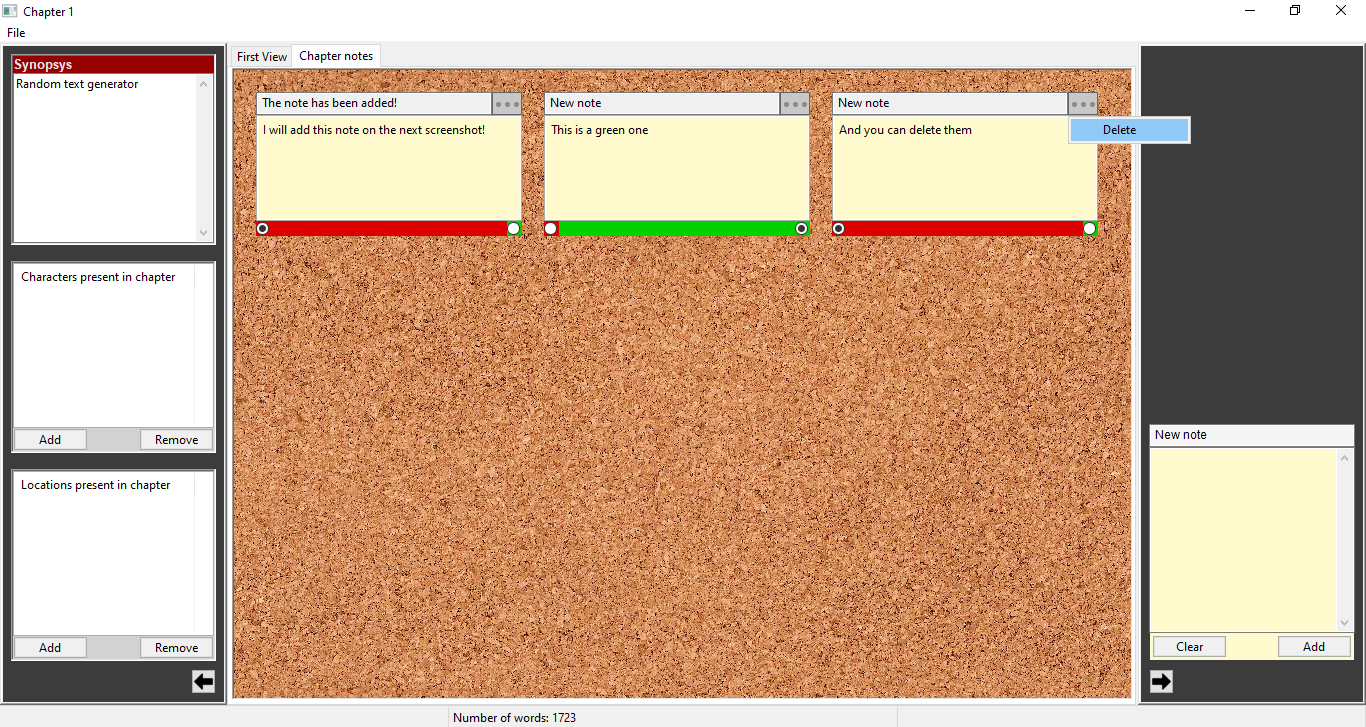 Chapter 1
File
Synopsys
Random text generator
Characters present in chapter
Add
Remove
Locations present in chapter
Add
Remove
First View
Chapter notes
The note has been added!
I will add this note on the next screenshot!
New note
This is a green one
New note
And you can delete them
Delete
New note
Clear
Add
Number of words: 1723